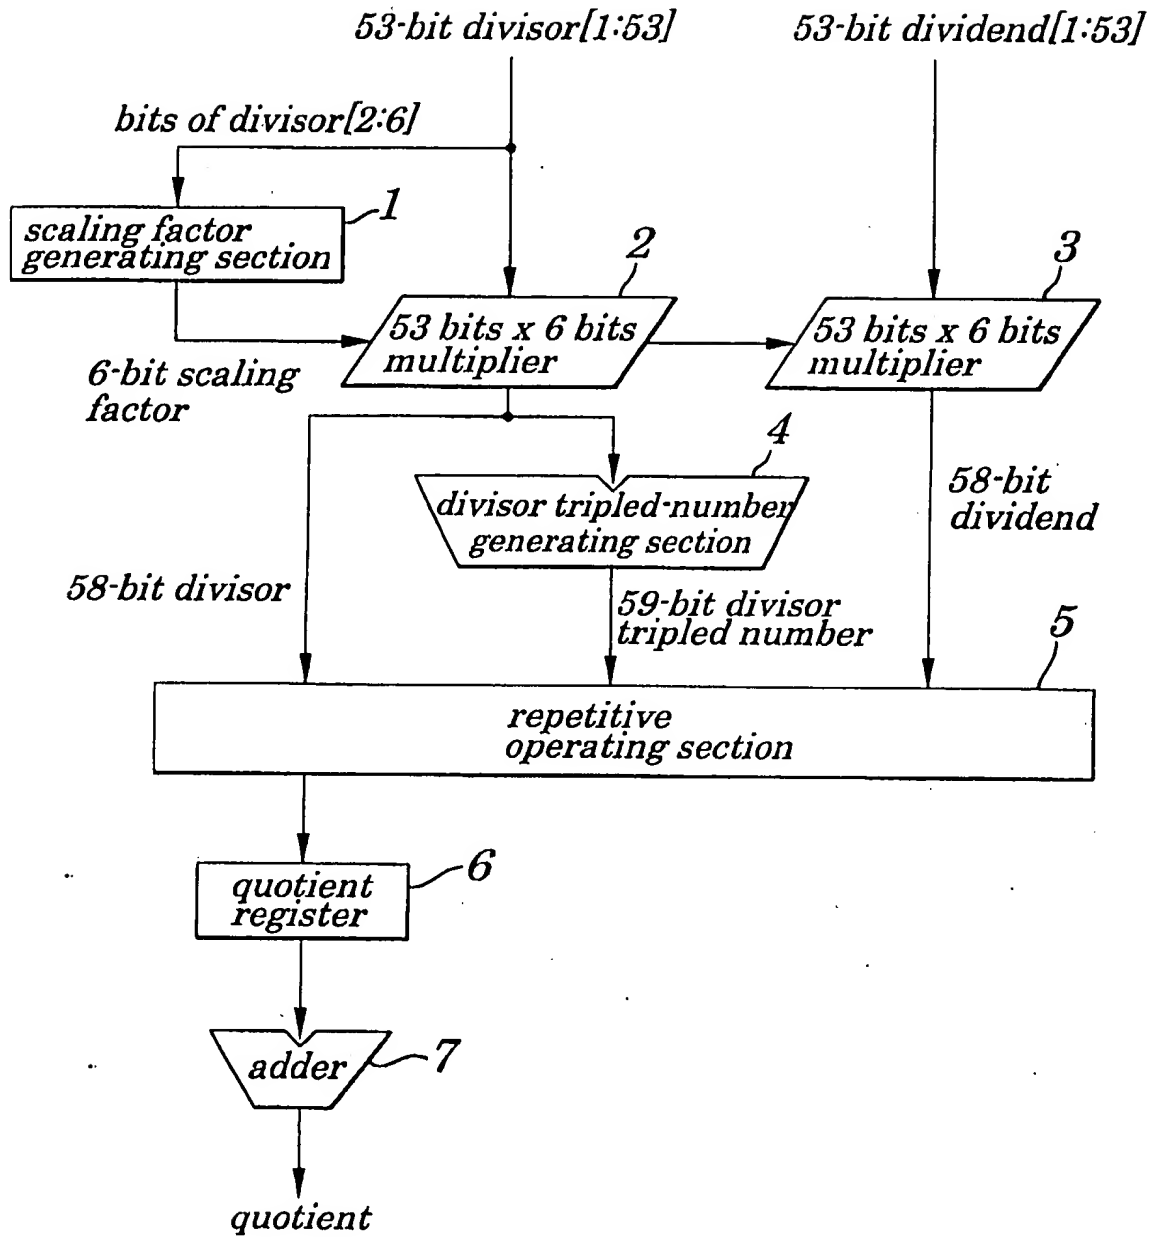 53-bit divisor[1:53]
53-bit dividend[1:53]
bits of divisor[2:6]
1
scaling factor
generating section
2
3
53 bits x 6 bits
multiplier
53 bits x 6 bits
multiplier
6-bit scaling
factor
4
divisor tripled-number
generating section
58-bit
dividend
58-bit divisor
59-bit divisor
tripled number
5
repetitive
operating section
6
quotient
register
7
adder
quotient